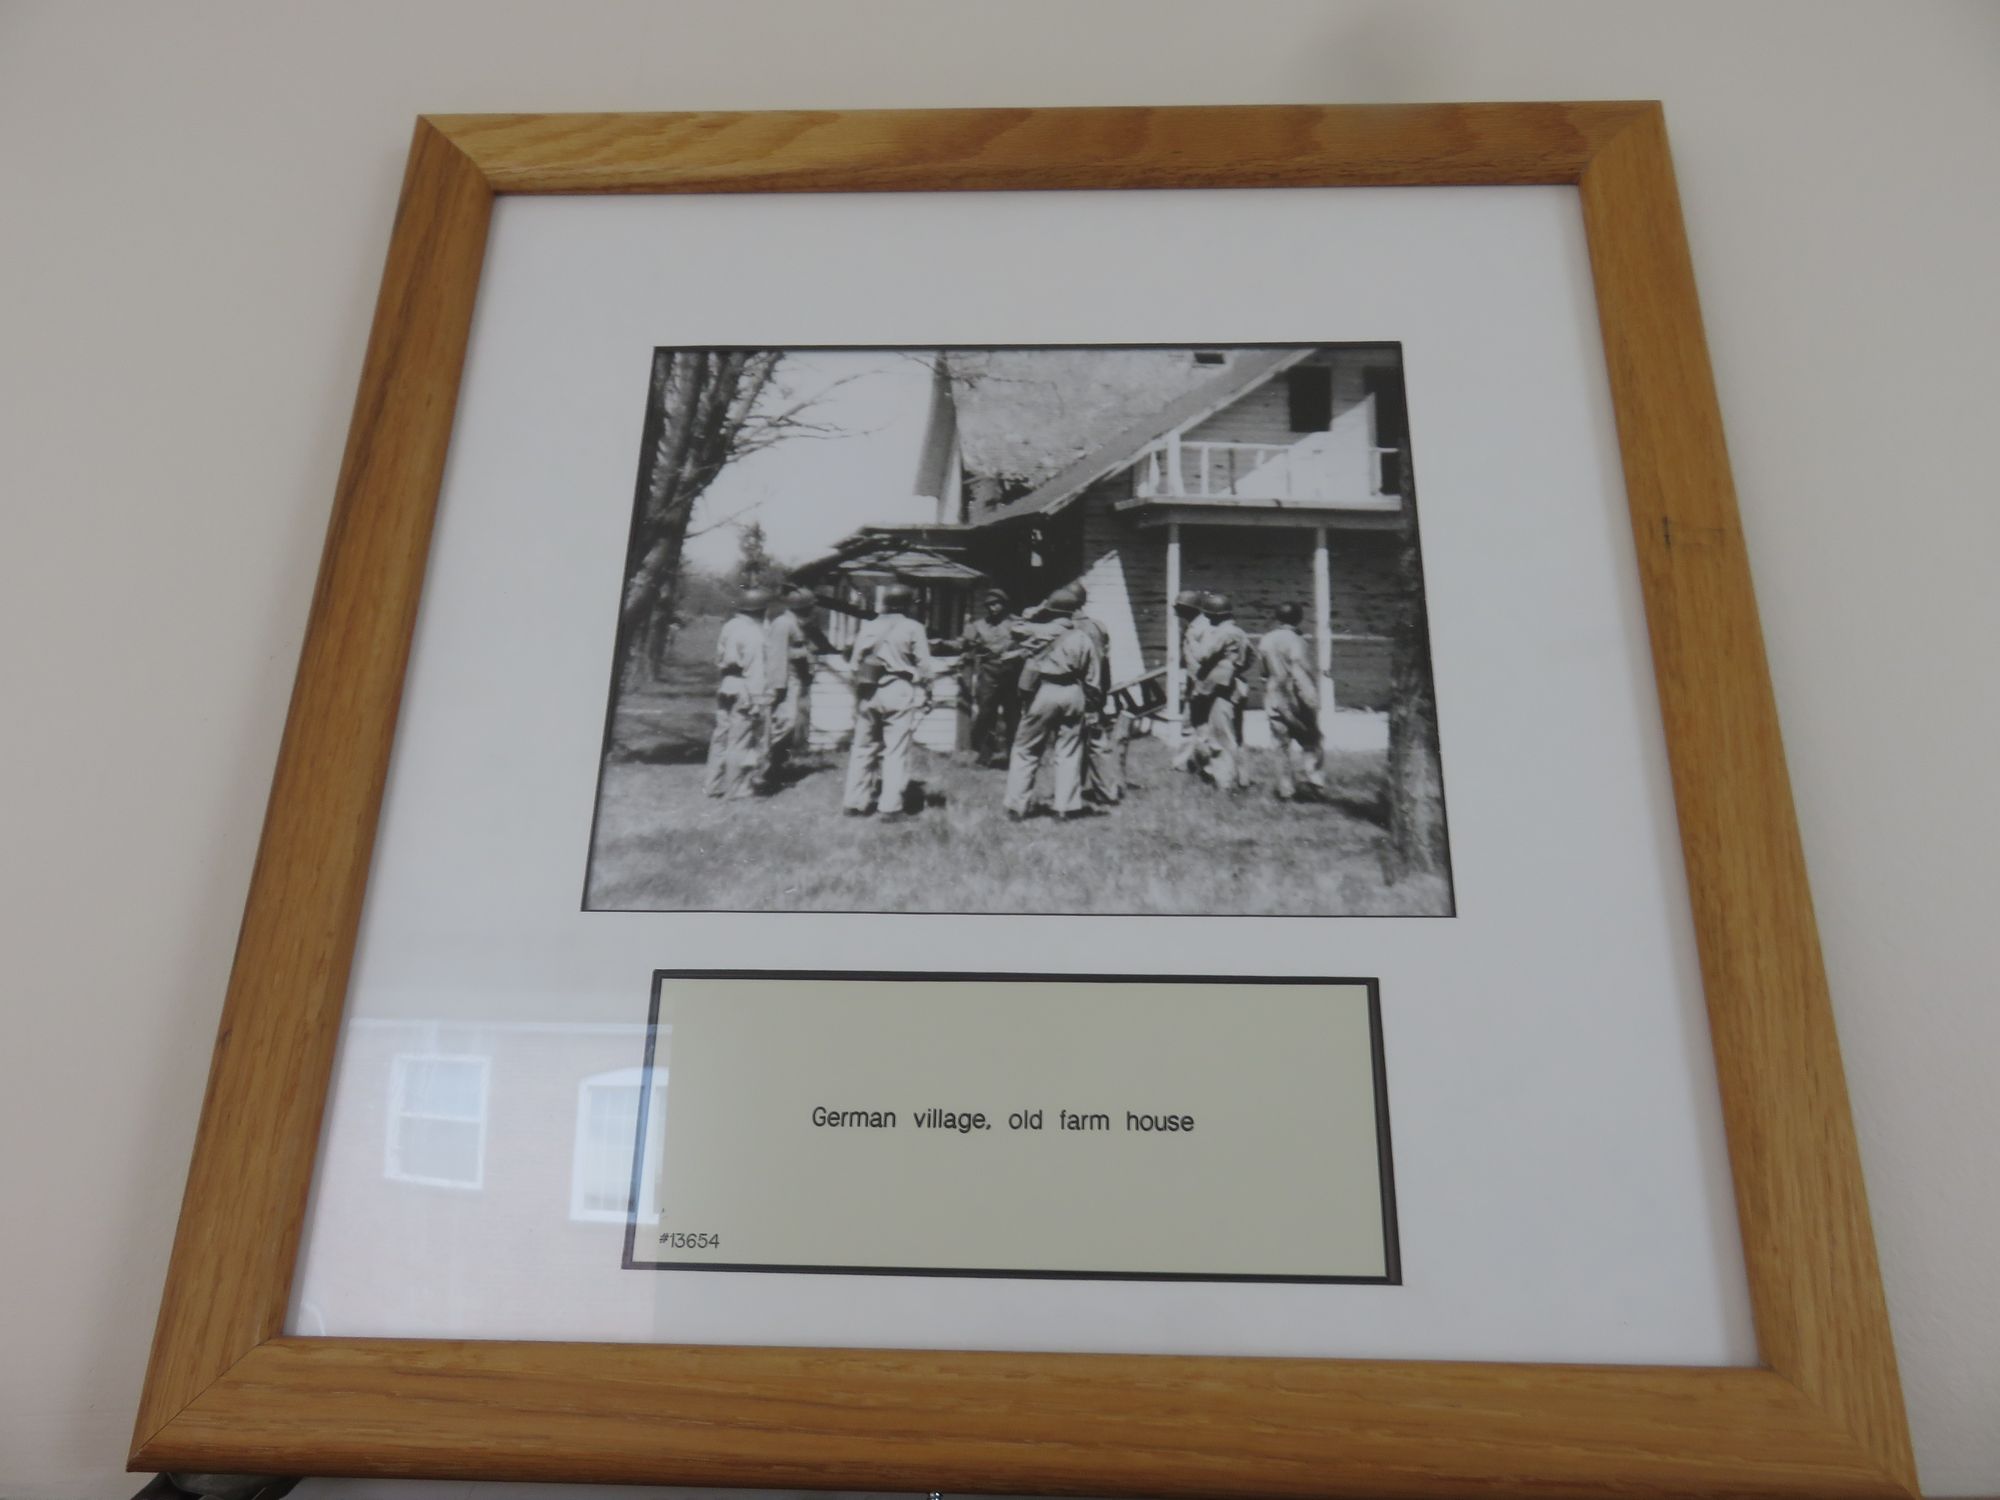 German village, old farm house
#13654